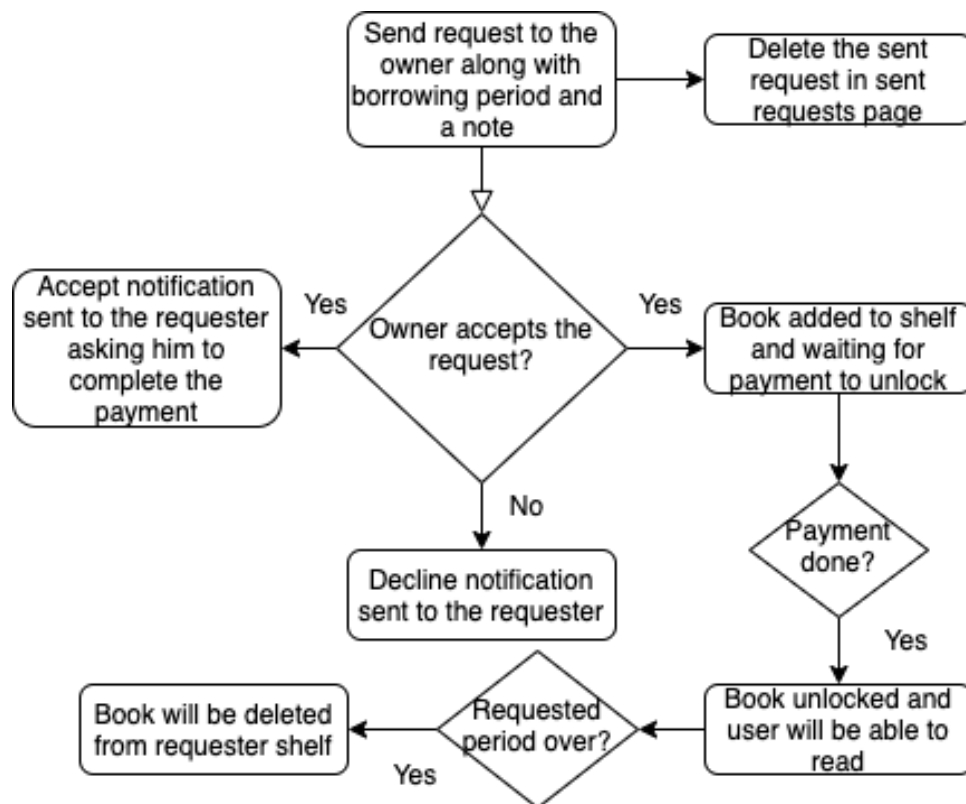 Send request to the
owner along with
borrowing period and
a note
Delete the sent
request in sent
requests page
Accept notification
sent to the requester
asking him to
complete the
payment
Yes
Owner accepts the
request?
Yes
Book added to shelf
and waiting for
payment to unlock
No
Payment
done?
Decline notification
sent to the requester
Yes
Book will be deleted
from requester shelf
Yes
Requested
period over?
Book unlocked and
user will be able to
read